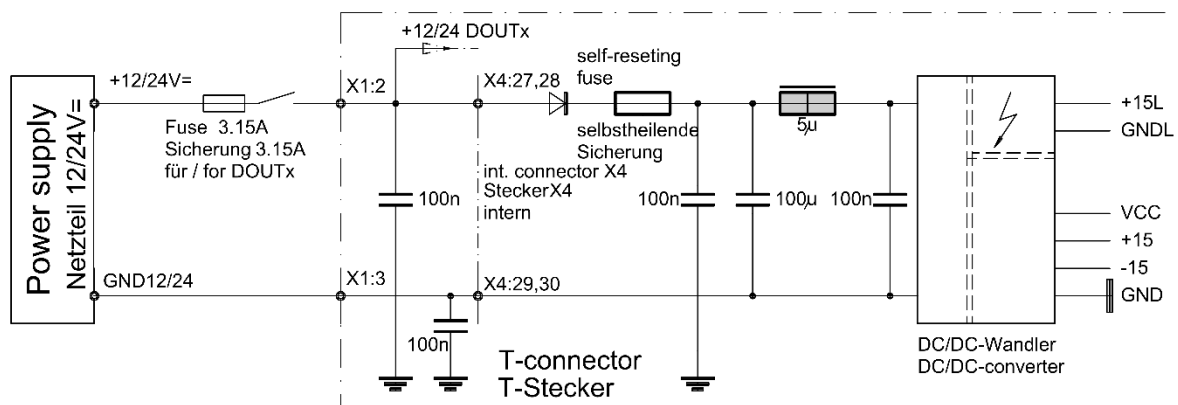 +12/24 DOUTx
+12/24V=
X1:2
X4:27,28
self-reseting
fuse
Power supply
Netzteil 12/24V=
Fuse 3.15A
Sicherung 3.15A
für / for DOUTx
selbstheilende
Sicherung
5µ
+15L
GNDL
int. connector X4
SteckerX4
intern
100n
100n
100µ
100n
VCC
+15
-15
GND
GND12/24
X1:3
X4:29,30
100n
T-connector
T-Stecker
DC/DC-Wandler
DC/DC-converter